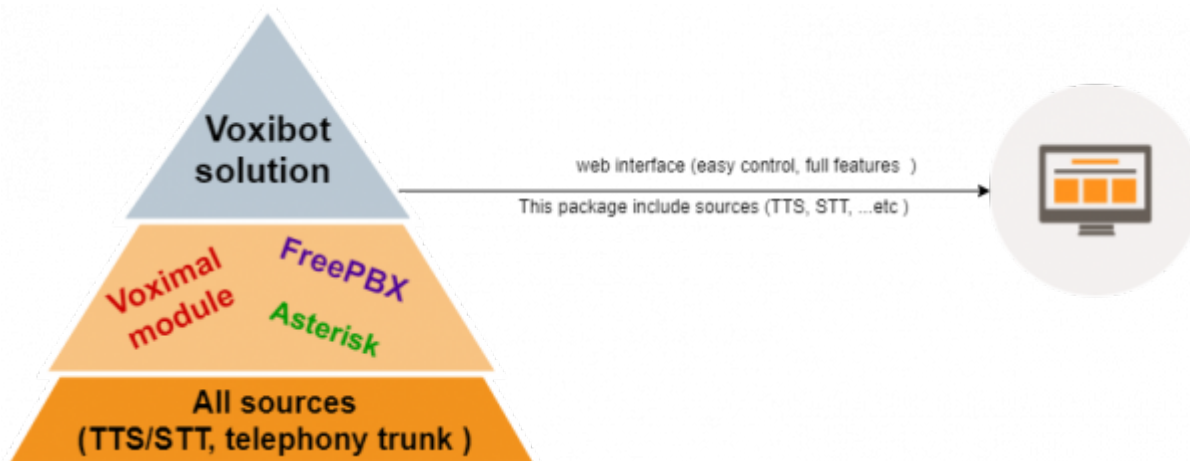 Voxibot
solution
web interface (easy control, full features )
This package include sources (TTS, STT, ...etc )
Voximal
module
FreePBX
Asterisk
All sources
(TTS/STT, telephony trunk )